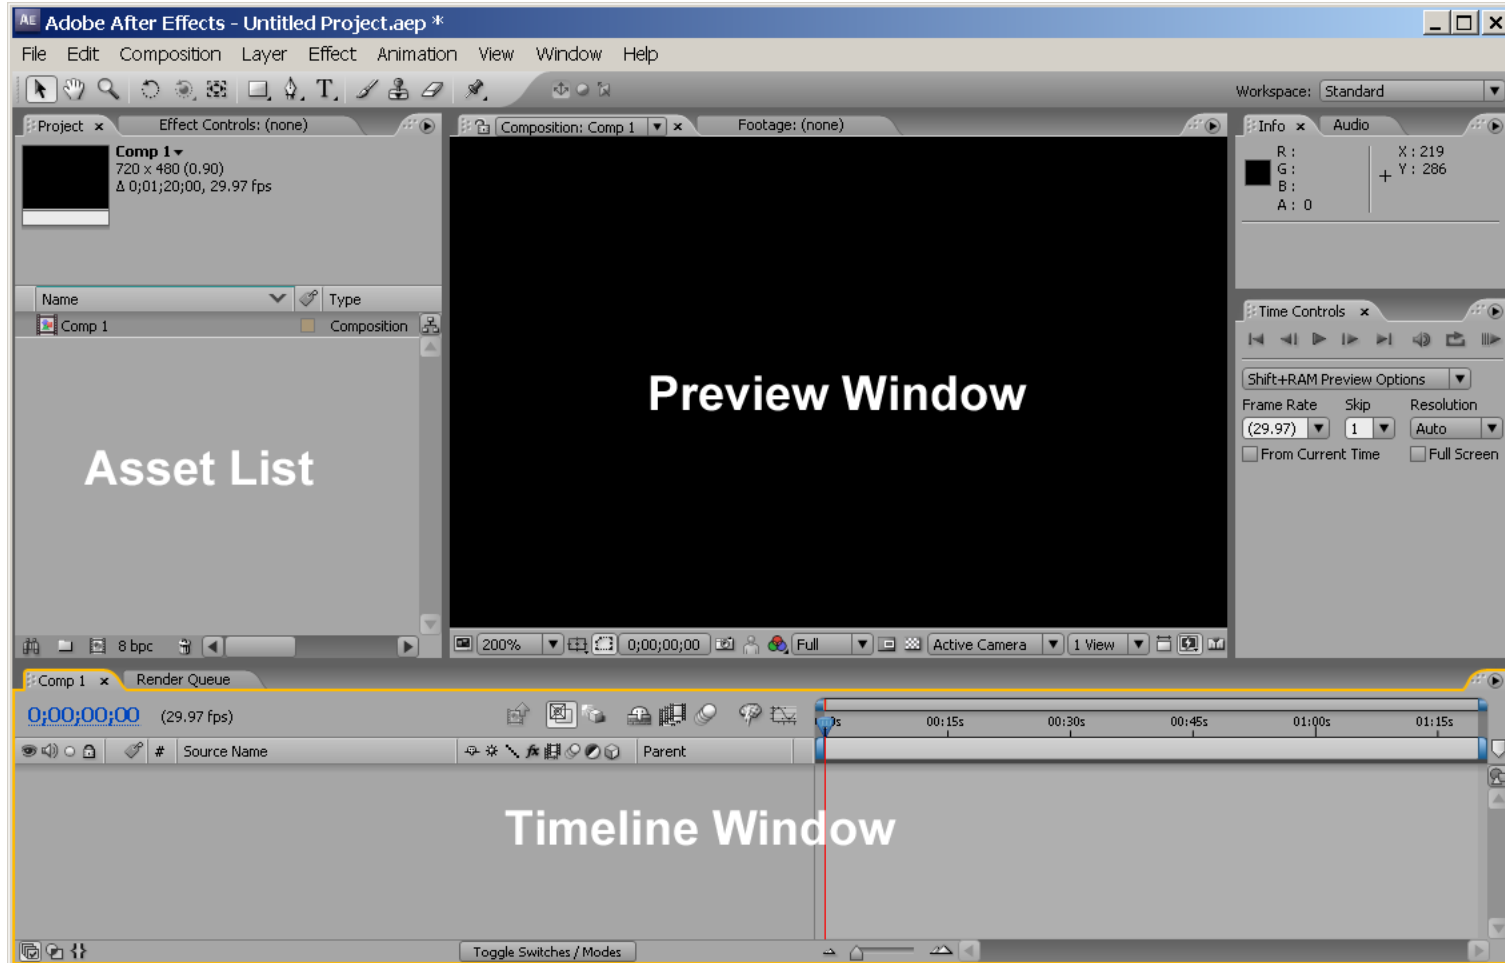 AE Adobe After Effects - Untitled Project.aep *
File Edit Composition Layer Effect Animation View Window Help
T
Workspace: Standard
Project x Effect Controls: (none)
Composition: Comp 1 x Footage: (none)
Info x Audio
Comp 1
720 x 480 (0.90)
Δ 0;01;20;00, 29.97 fps
R :
G :
B :
A : 0
X : 219
+ Y : 286
Name Type
Comp 1 Composition
Time Controls x
Shift+RAM Preview Options
Frame Rate Skip Resolution
(29.97) 1 Auto
From Current Time Full Screen
Preview Window
Asset List
8 bpc
200% 0;00;00;00 Full Active Camera 1 View
Comp 1 x Render Queue
0;00;00;00 (29.97 fps)
0s 00:15s 00:30s 00:45s 01:00s 01:15s
# Source Name fx Parent
Timeline Window
Toggle Switches / Modes